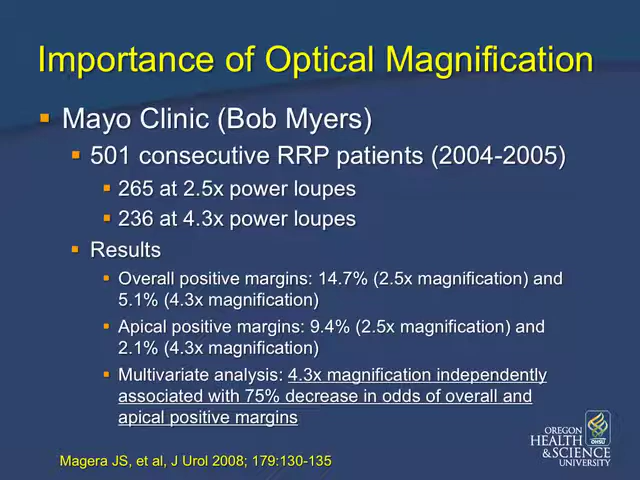 Importance of Optical Magnification
Mayo Clinic (Bob Myers)
501 consecutive RRP patients (2004-2005)
265 at 2.5x power loupes
236 at 4.3x power loupes
Results
Overall positive margins: 14.7% (2.5x magnification) and
5.1% (4.3x magnification)
Apical positive margins: 9.4% (2.5x magnification) and
2.1% (4.3x magnification)
Multivariate analysis: 4.3x magnification independently
associated with 75% decrease in odds of overall and
apical positive margins
Magera JS, et al, J Urol 2008; 179:130-135
OHSU
OREGON
HEALTH
&SCIENCE
UNIVERSITY